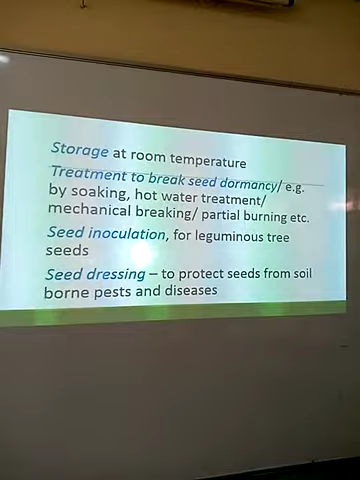 Storage at room temperature
Treatment to break seed dormancy/ e.g.
by soaking, hot water treatment/
mechanical breaking/ partial burning etc.
Seed inoculation, for leguminous tree
seeds
Seed dressing – to protect seeds from soil
borne pests and diseases